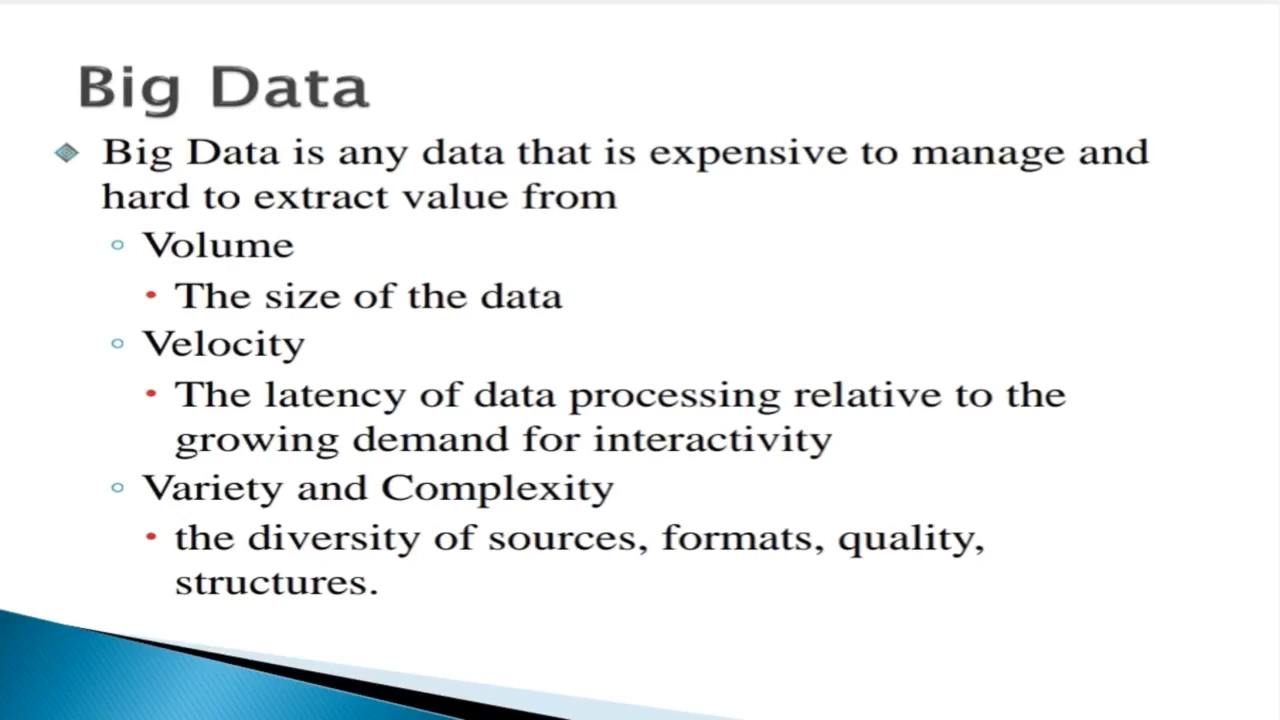 Big Data
Big Data is any data that is expensive to manage and
hard to extract value from
Volume
The size of the data
Velocity
The latency of data processing relative to the
growing demand for interactivity
Variety and Complexity
the diversity of sources, formats, quality,
structures.